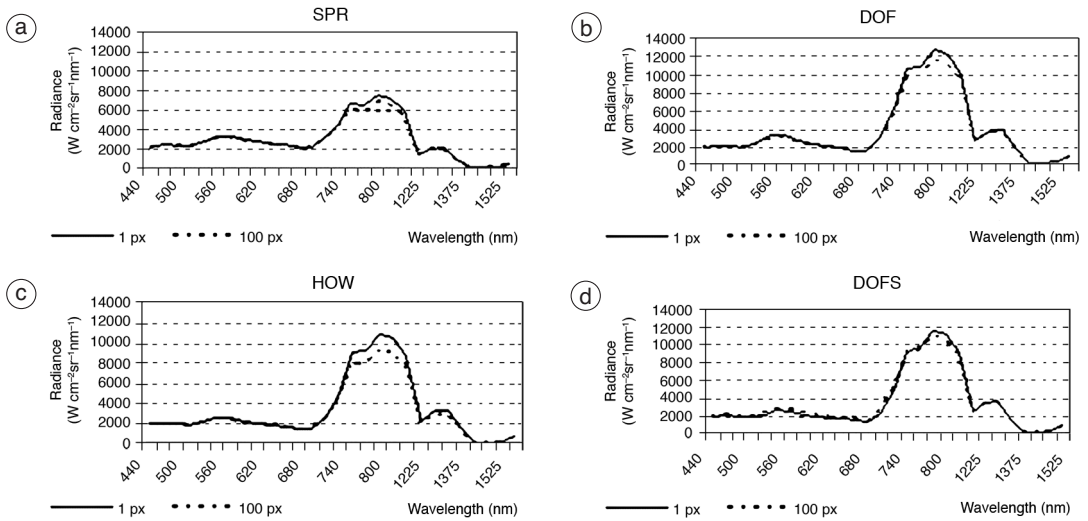 a
SPR
14000
12000
10000
8000
6000
4000
2000
0
Radiance
(W cm⁻²sr⁻¹nm⁻¹)
440
500
560
620
680
740
800
1225
1375
1525
1 px
100 px
Wavelength (nm)
b
DOF
14000
12000
10000
8000
6000
4000
2000
0
Radiance
(W cm⁻²sr⁻¹nm⁻¹)
440
500
560
620
680
740
800
1225
1375
1525
1 px
100 px
Wavelength (nm)
c
HOW
14000
12000
10000
8000
6000
4000
2000
0
Radiance
(W cm⁻²sr⁻¹nm⁻¹)
440
500
560
620
680
740
800
1225
1375
1525
1 px
100 px
Wavelength (nm)
d
DOFS
14000
12000
10000
8000
6000
4000
2000
0
Radiance
(W cm⁻²sr⁻¹nm⁻¹)
440
500
560
620
680
740
800
1225
1375
1525
1 px
100 px
Wavelength (nm)